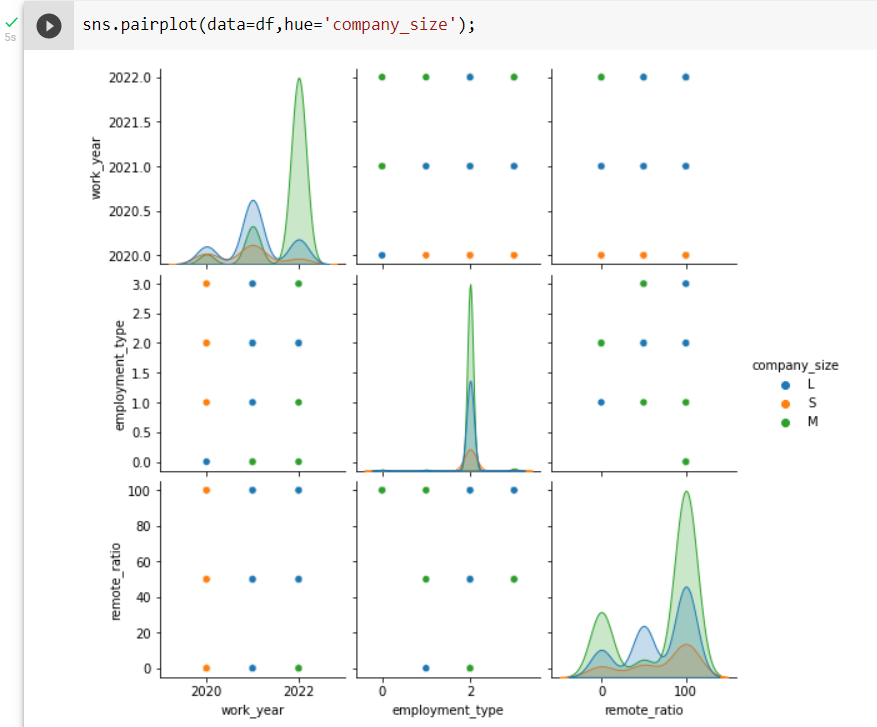 sns.pairplot(data=df,hue='company_size');
5s
2022.0
2021.5
2021.0
2020.5
2020.0
work_year
3.0
2.5
2.0
1.5
1.0
0.5
0.0
employment_type
company_size
L
S
M
100
80
60
40
20
0
remote_ratio
2020 2022 0 2 0 100
work_year employment_type remote_ratio